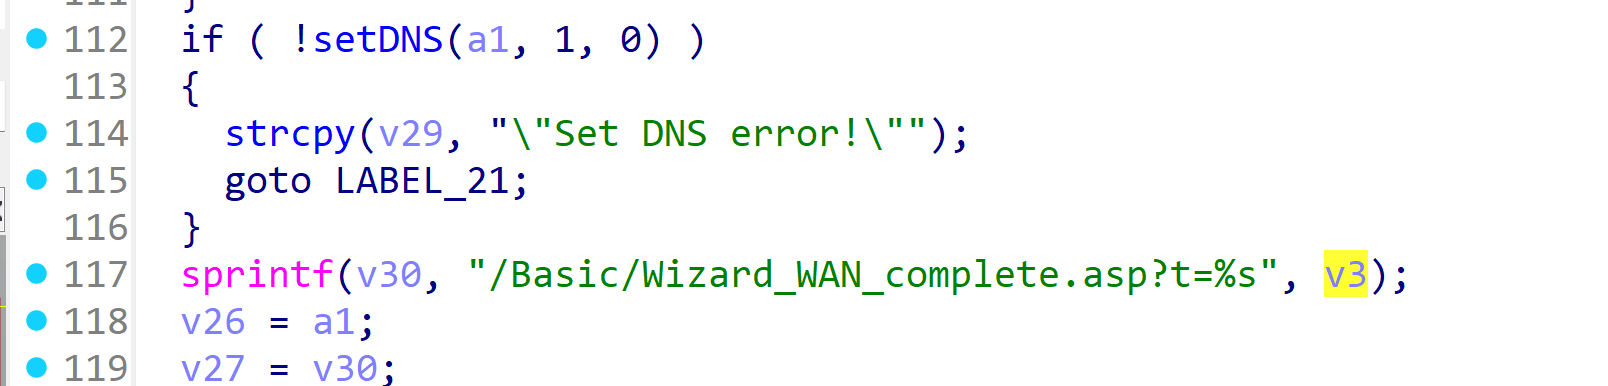 111 }
112 if ( !setDNS(a1, 1, 0) )
113 {
114 strcpy(v29, "\"Set DNS error!\"");
115 goto LABEL_21;
116 }
117 sprintf(v30, "/Basic/Wizard_WAN_complete.asp?t=%s", v3);
118 v26 = a1;
119 v27 = v30;